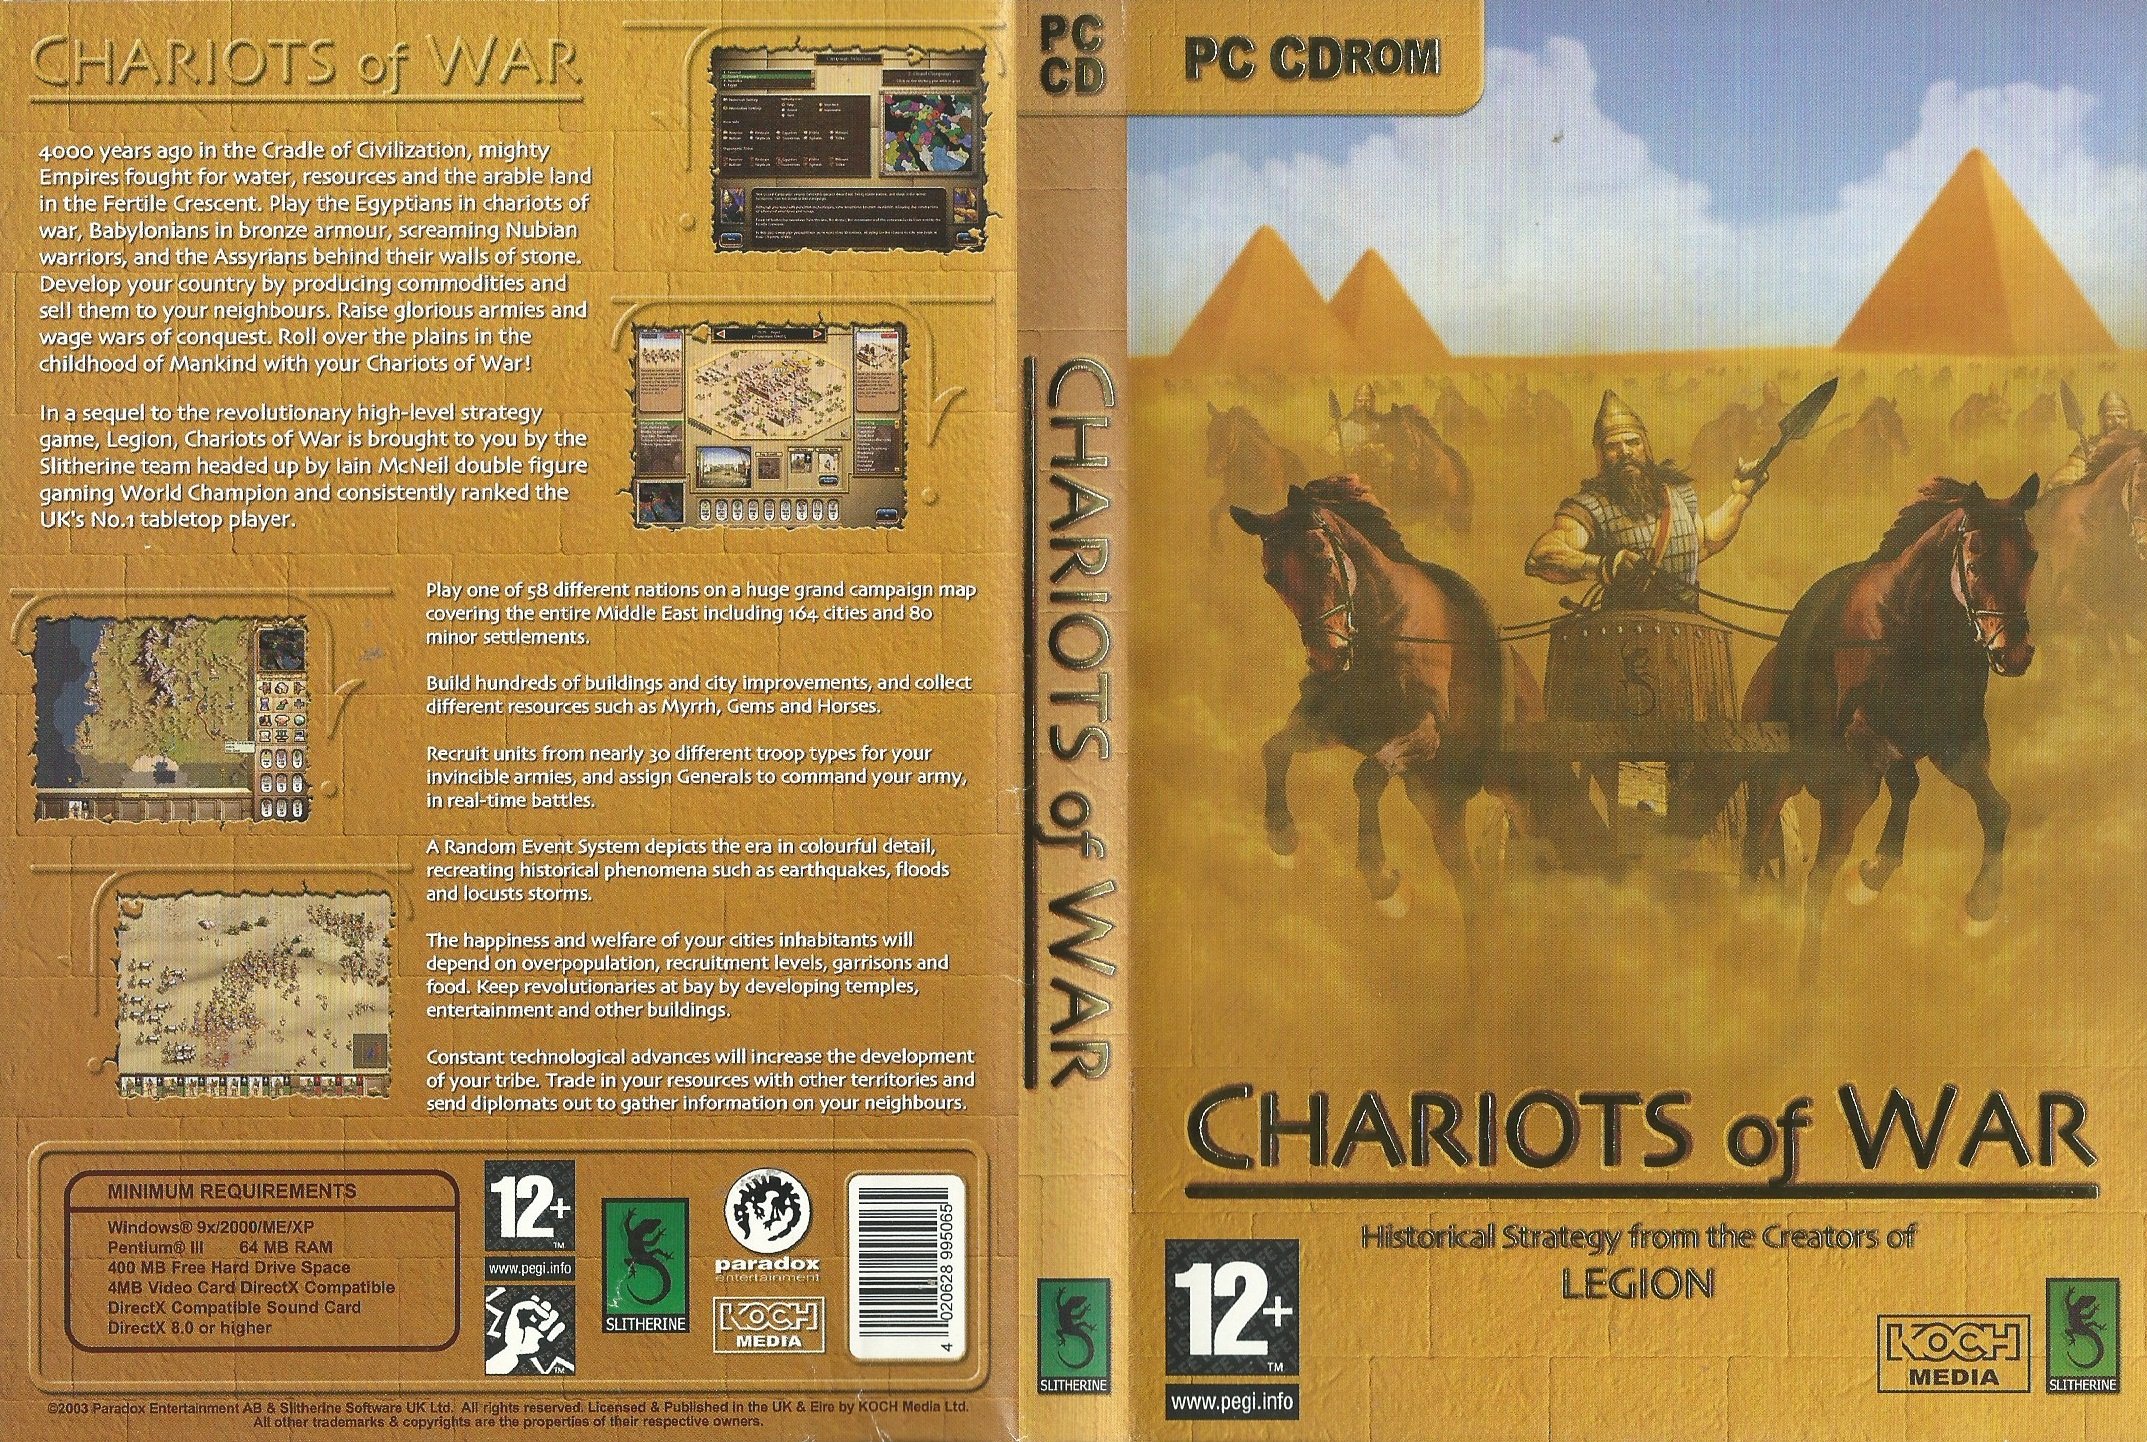 CHARIOTS of WAR
4000 years ago in the Cradle of Civilization, mighty
Empires fought for water, resources and the arable land
in the Fertile Crescent. Play the Egyptians in chariots of
war, Babylonians in bronze armour, screaming Nubian
warriors, and the Assyrians behind their walls of stone.
Develop your country by producing commodities and
sell them to your neighbours. Raise glorious armies and
wage wars of conquest. Roll over the plains in the
childhood of Mankind with your Chariots of War!
In a sequel to the revolutionary high-level strategy
game, Legion, Chariots of War is brought to you by the
Slitherine team headed up by Iain McNeil double figure
gaming World Champion and consistently ranked the
UK's No.1 tabletop player.
Play one of 58 different nations on a huge grand campaign map
covering the entire Middle East including 164 cities and 80
minor settlements.
Build hundreds of buildings and city improvements, and collect
different resources such as Myrrh, Gems and Horses.
Recruit units from nearly 30 different troop types for your
invincible armies, and assign Generals to command your army,
in real-time battles.
A Random Event System depicts the era in colourful detail,
recreating historical phenomena such as earthquakes, floods
and locusts storms.
The happiness and welfare of your cities inhabitants will
depend on overpopulation, recruitment levels, garrisons and
food. Keep revolutionaries at bay by developing temples,
entertainment and other buildings.
Constant technological advances will increase the development
of your tribe. Trade in your resources with other territories and
send diplomats out to gather information on your neighbours.
MINIMUM REQUIREMENTS
Windows® 9x/2000/ME/XP
Pentium® III 64 MB RAM
400 MB Free Hard Drive Space
4MB Video Card DirectX Compatible
DirectX Compatible Sound Card
DirectX 8.0 or higher
12+
TM
www.pegi.info
TM
SLITHERINE
paradox
entertainment
KOCH
MEDIA
4 020628 995065
©2003 Paradox Entertainment AB & Slitherine Software UK Ltd. All rights reserved. Licensed & Published in the UK & Eire by KOCH Media Ltd.
All other trademarks & copyrights are the properties of their respective owners.
PC
CD
CHARIOTS of WAR
SLITHERINE
PC CDROM
CHARIOTS of WAR
Historical Strategy from the Creators of
LEGION
12+
TM
www.pegi.info
KOCH
MEDIA
SLITHERINE